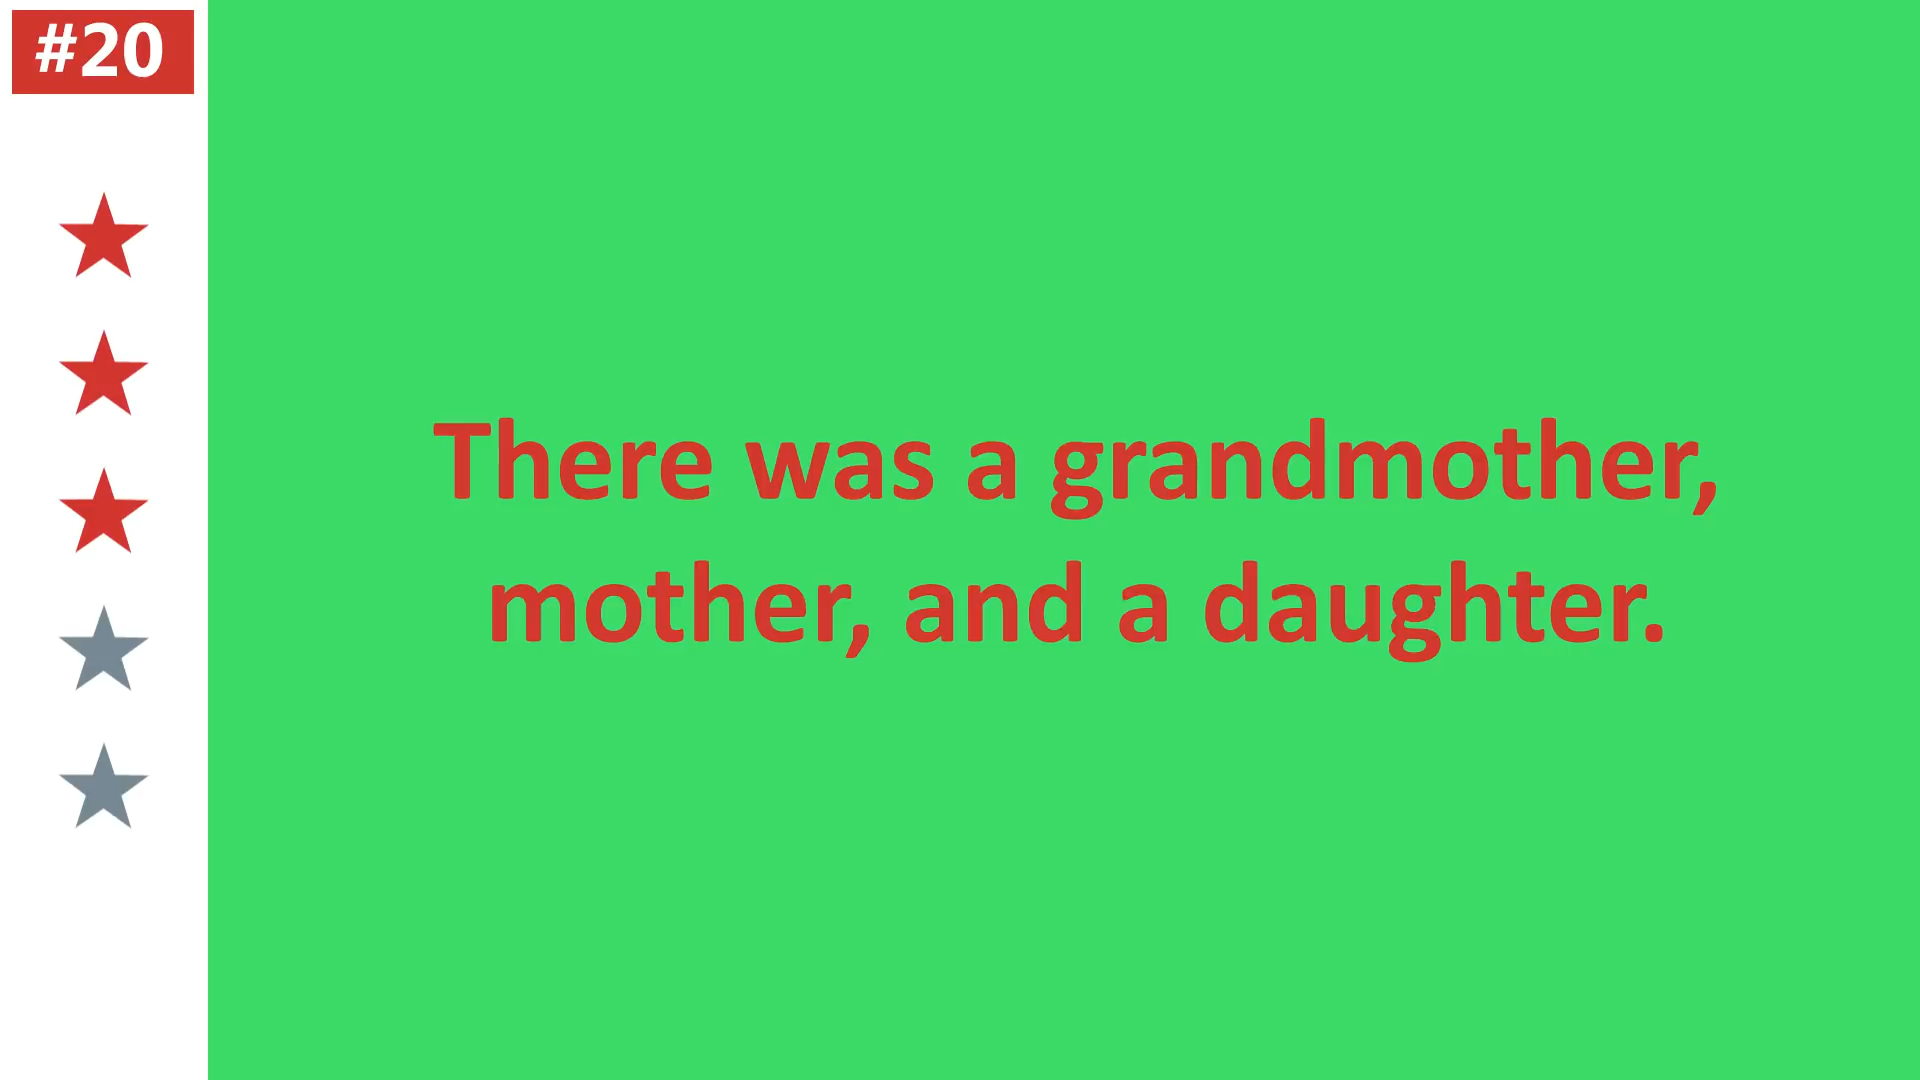 #20
There was a grandmother,
mother, and a daughter.